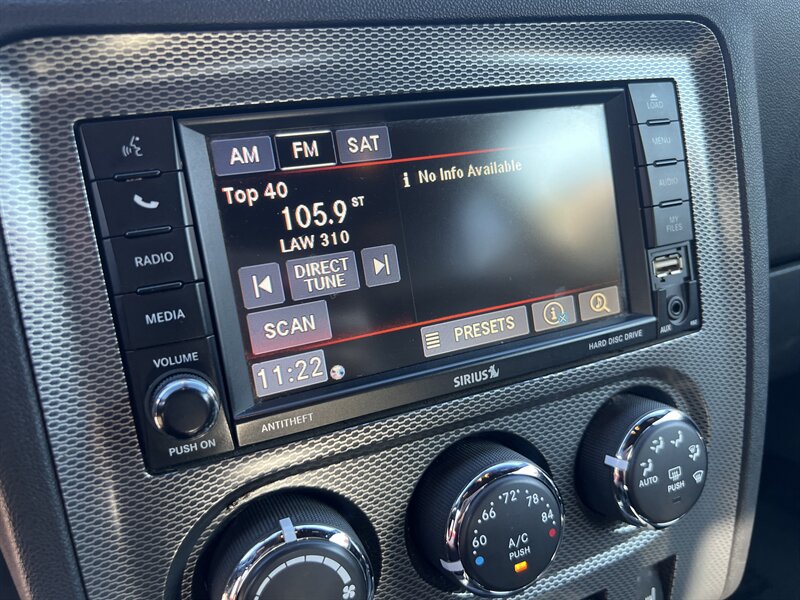 AM FM SAT
Top 40
105.9 ST
LAW 310
DIRECT
TUNE
SCAN
11:22
i No Info Available
PRESETS
RADIO
MEDIA
VOLUME
PUSH ON
ANTITHEFT
SIRIUS
HARD DISC DRIVE
LOAD
MENU
AUDIO
MY
FILES
AUX
60 66 72 78 84
A/C
PUSH
AUTO
PUSH